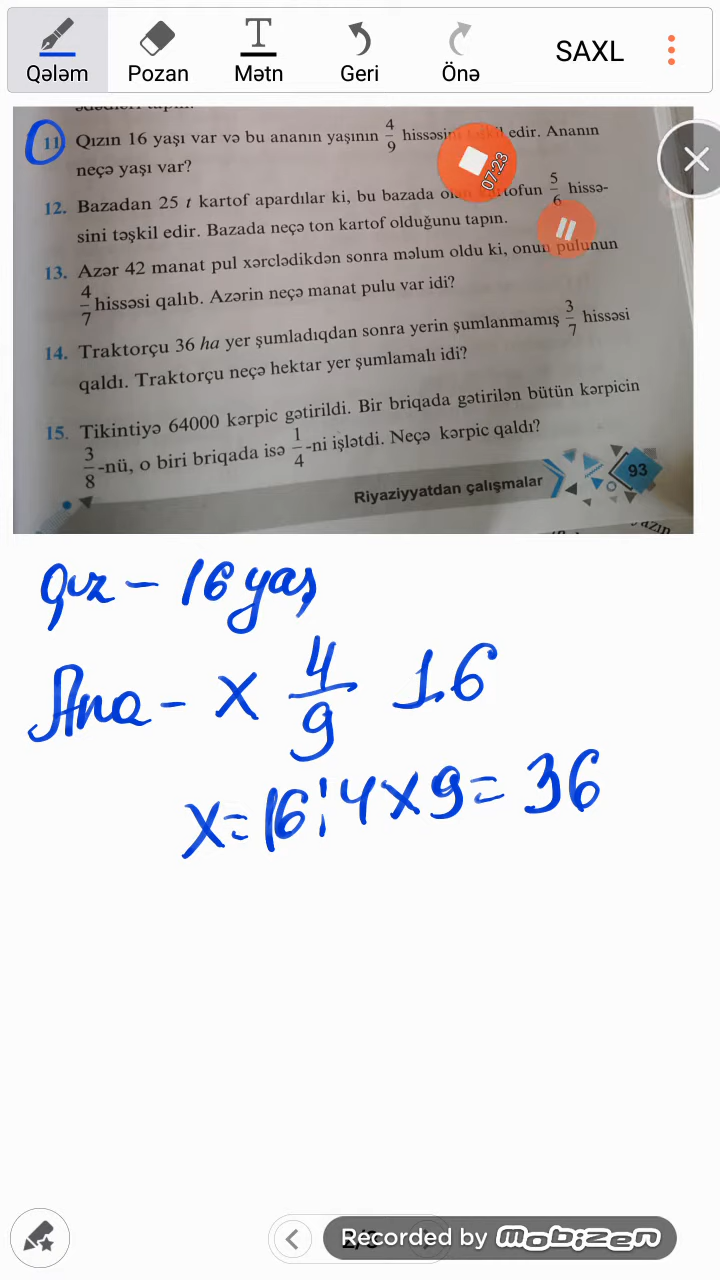 Qələm Pozan Mətn Geri Önə SAXL
11. Qızın 16 yaşı var və bu ananın yaşının 4/9 hissəsini təşkil edir. Ananın
neçə yaşı var?
12. Bazadan 25 t kartof apardılar ki, bu bazada olan kartofun 5/6 hissə-
sini təşkil edir. Bazada neçə ton kartof olduğunu tapın.
13. Azər 42 manat pul xərclədikdən sonra məlum oldu ki, onun pulunun
4/7 hissəsi qalıb. Azərin neçə manat pulu var idi?
14. Traktorçu 36 ha yer şumladıqdan sonra yerin şumlanmamış 3/7 hissəsi
qaldı. Traktorçu neçə hektar yer şumlamalı idi?
15. Tikintiyə 64000 kərpic gətirildi. Bir briqada gətirilən bütün kərpicin
3/8-nü, o biri briqada isə 1/4-ni işlətdi. Neçə kərpic qaldı?
Riyaziyyatdan çalışmalar 93
07:23
qız – 16 yaş
Ana – x 4/9 16
x = 16 : 4 x 9 = 36
Recorded by mobizen